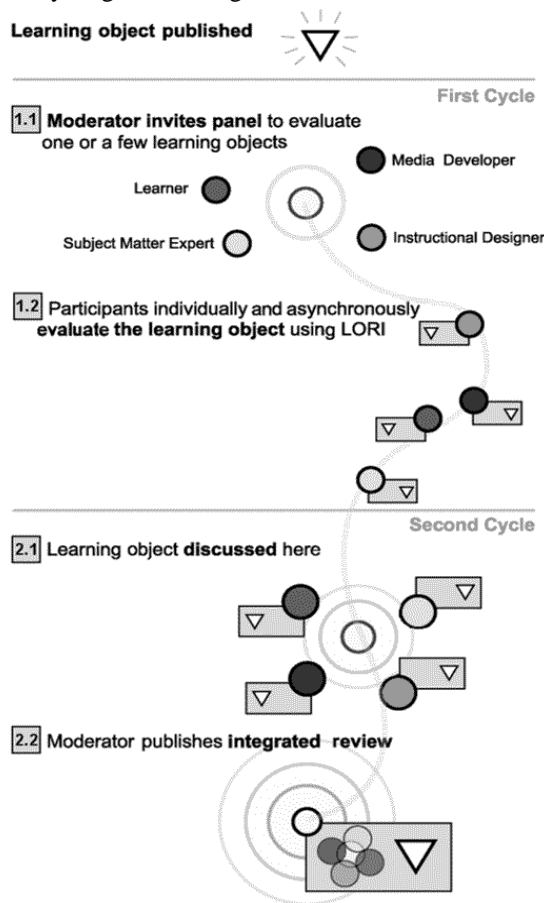 Learning object published
First Cycle
1.1 Moderator invites panel to evaluate
one or a few learning objects
Media Developer
Learner
Subject Matter Expert
Instructional Designer
1.2 Participants individually and asynchronously
evaluate the learning object using LORI
Second Cycle
2.1 Learning object discussed here
2.2 Moderator publishes integrated review